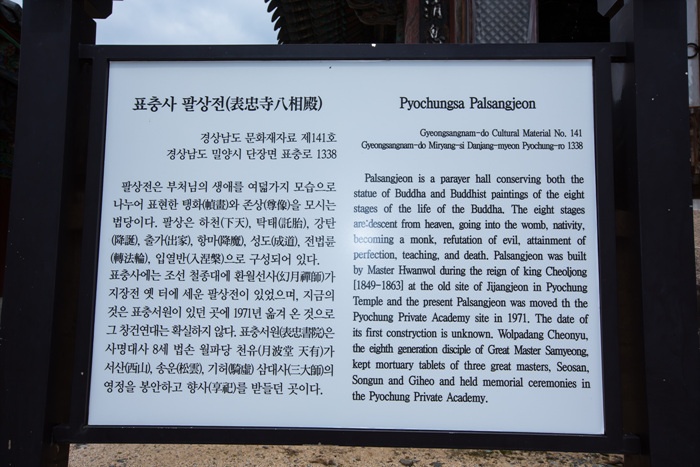 표충사 팔상전(表忠寺八相殿)
경상남도 문화재자료 제141호
경상남도 밀양시 단장면 표충로 1338
팔상전은 부처님의 생애를 여덟가지 모습으로
나누어 표현한 탱화(幀畵)와 존상(尊像)을 모시는
법당이다. 팔상은 하천(下天), 탁태(託胎), 강탄
(降誕), 출가(出家), 항마(降魔), 성도(成道), 전법륜
(轉法輪), 입열반(入涅槃)으로 구성되어 있다.
표충사에는 조선 철종대에 환월선사(幻月禪師)가
지장전 옛 터에 세운 팔상전이 있었으며, 지금의
것은 표충서원이 있던 곳에 1971년 옮겨 온 것으로
그 창건연대는 확실하지 않다. 표충서원(表忠書院)은
사명대사 8세 법손 월파당 천유(月波堂 天有)가
서산(西山), 송운(松雲), 기허(騎虛) 삼대사(三大師)의
영정을 봉안하고 향사(享祀)를 받들던 곳이다.
Pyochungsa Palsangjeon
Gyeongsangnam-do Cultural Material No. 141
Gyeongsangnam-do Miryang-si Danjang-myeon Pyochung-ro 1338
Palsangjeon is a parayer hall conserving both the
statue of Buddha and Buddhist paintings of the eight
stages of the life of the Buddha. The eight stages
are:descent from heaven, going into the womb, nativity,
becoming a monk, refutation of evil, attainment of
perfection, teaching, and death. Palsangjeon was built
by Master Hwanwol during the reign of king Cheoljong
[1849-1863] at the old site of Jijangjeon in Pyochung
Temple and the present Palsangjeon was moved th the
Pyochung Private Academy site in 1971. The date of
its first constryction is unknown. Wolpadang Cheonyu,
the eighth generation disciple of Great Master Samyeong,
kept mortuary tablets of three great masters, Seosan,
Songun and Giheo and held memorial ceremonies in
the Pyochung Private Academy.